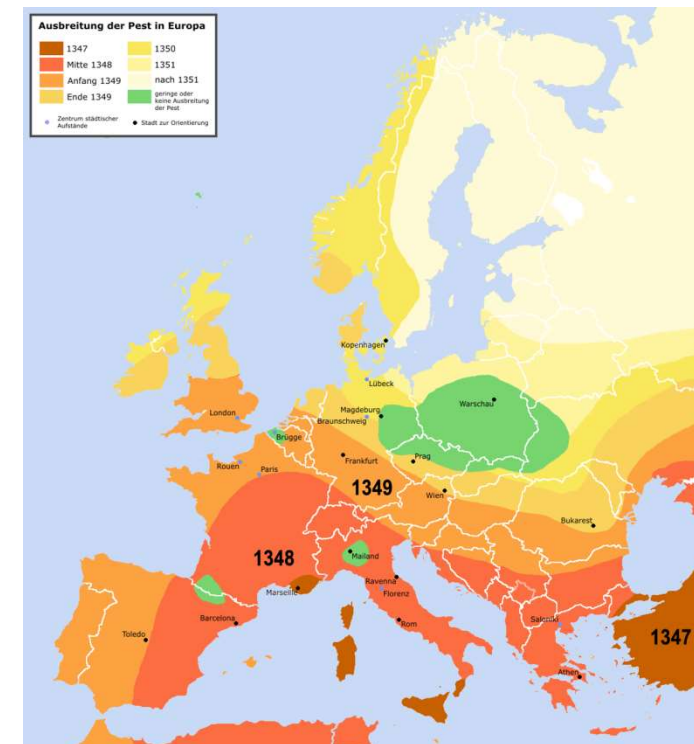 Ausbreitung der Pest in Europa
1347
Mitte 1348
Anfang 1349
Ende 1349
1350
1351
nach 1351
geringe oder
keine Ausbreitung
der Pest
Zentrum städtischer
Aufstände
Stadt zur Orientierung
Kopenhagen
Lübeck
Magdeburg
Braunschweig
Warschau
London
Brügge
Rouen
Paris
Frankfurt
Prag
1349
Wien
Bukarest
1348
Mailand
Ravenna
Marseille
Florenz
Toledo
Barcelona
Rom
Saloniki
1347
Athen